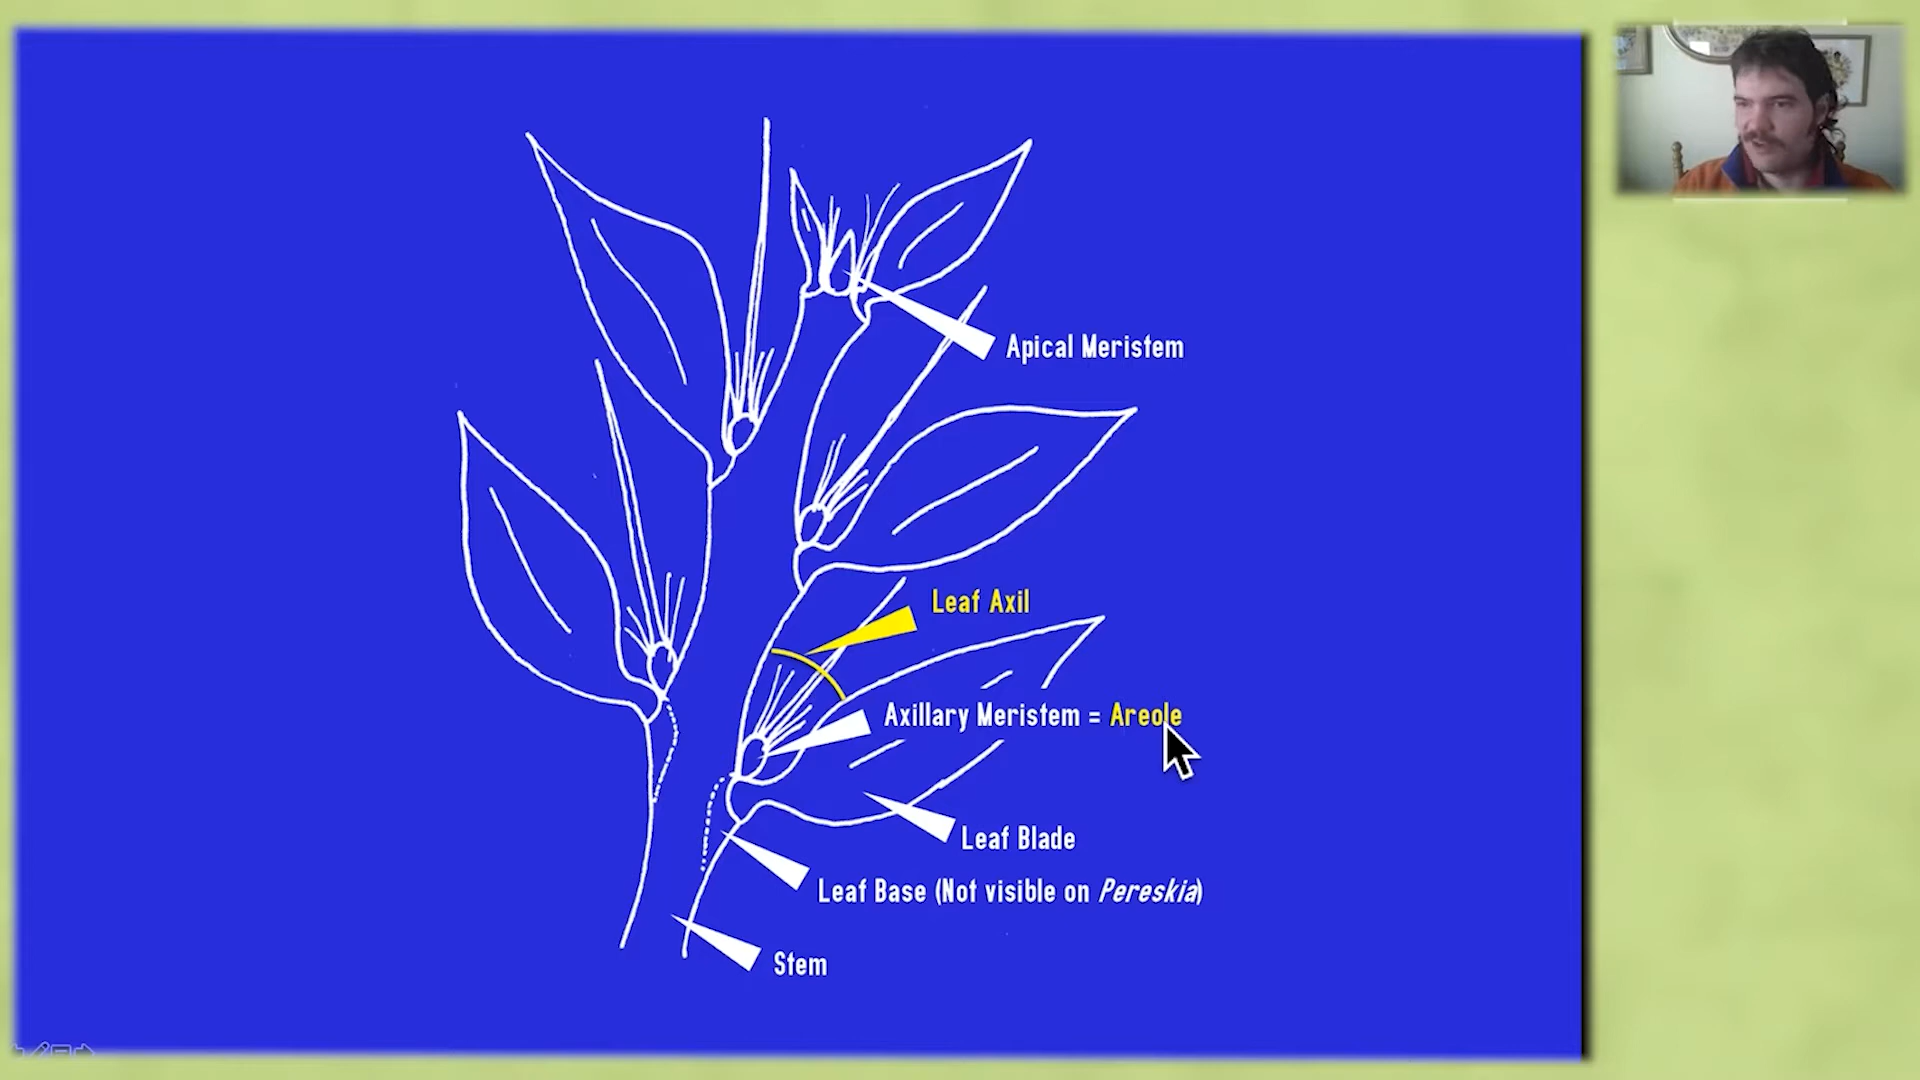 Apical Meristem
Leaf Axil
Axillary Meristem = Areole
Leaf Blade
Leaf Base (Not visible on Pereskia)
Stem